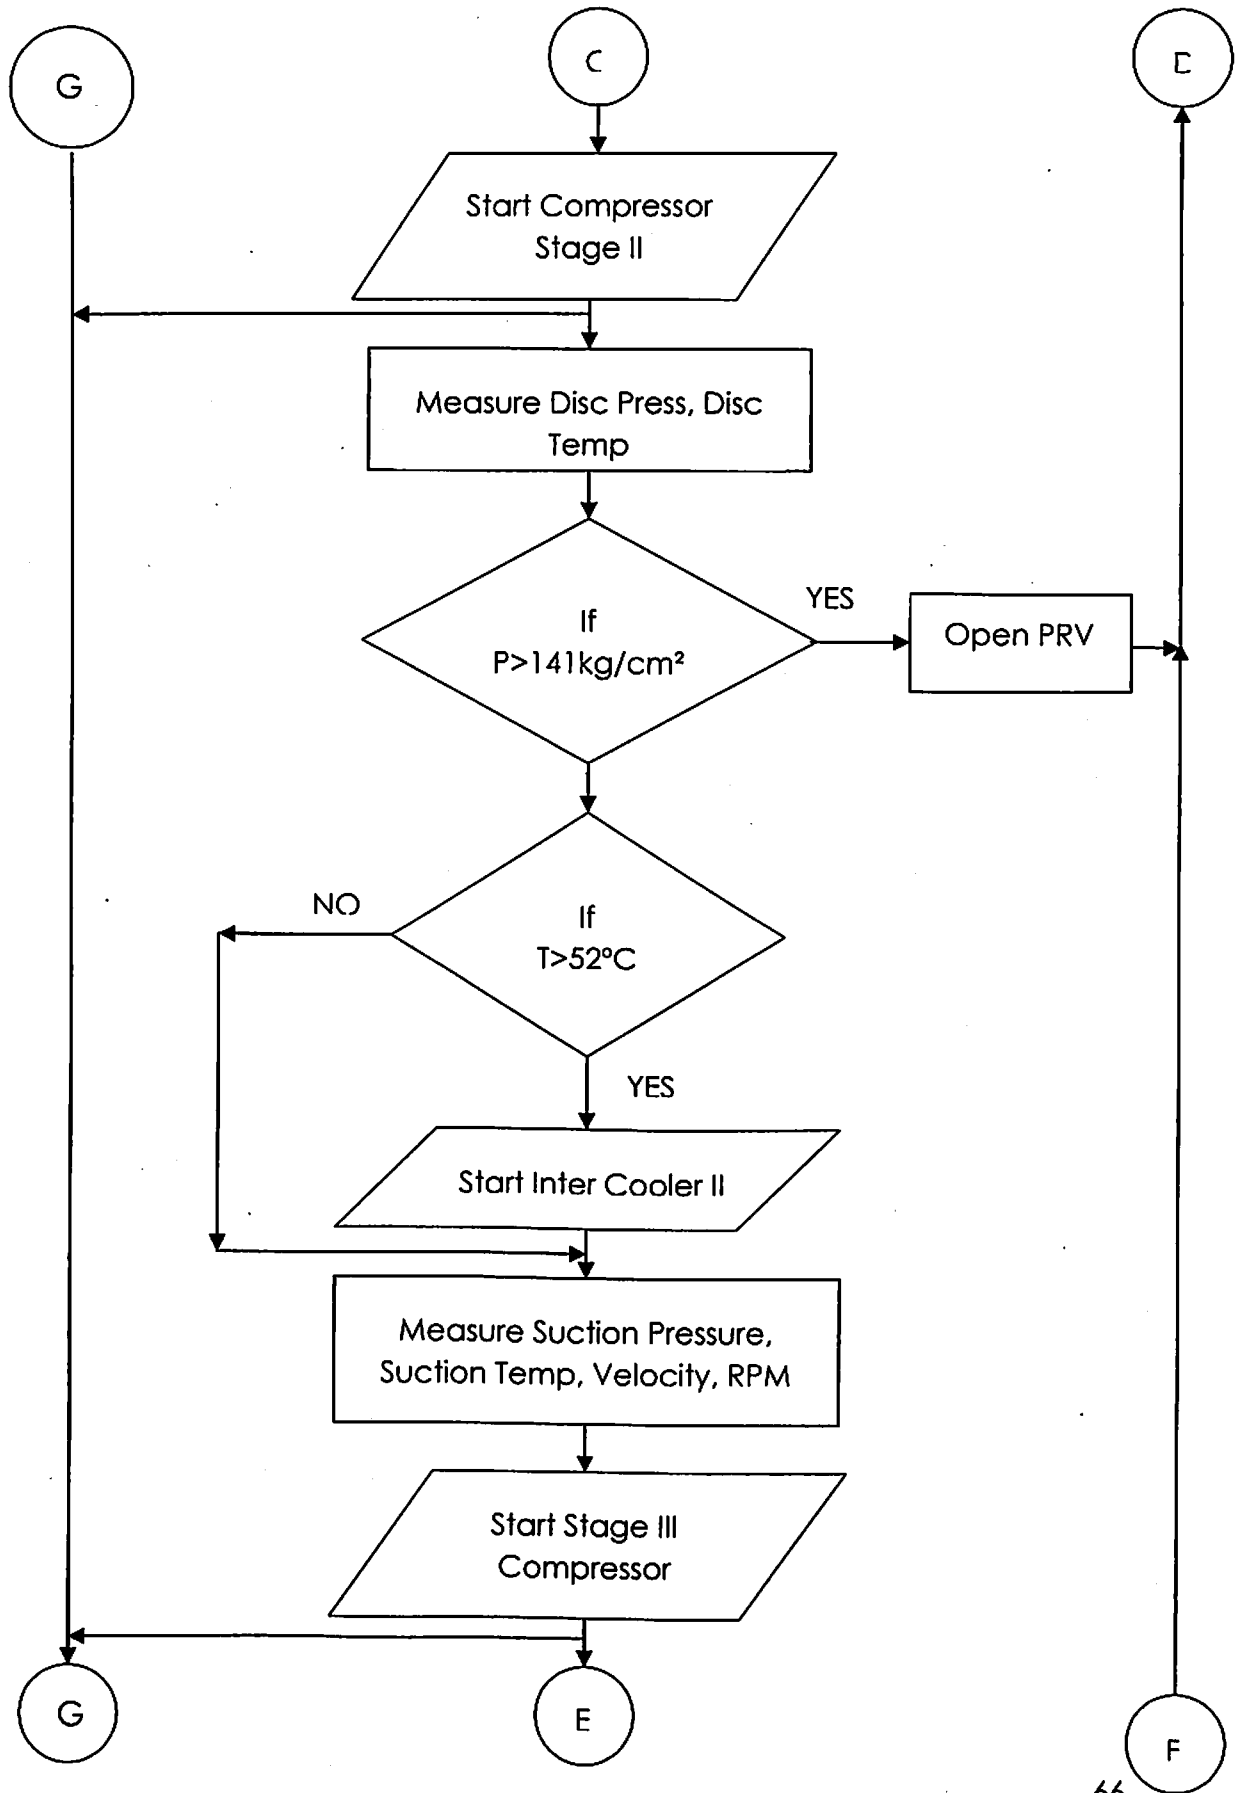 G
C
Start Compressor
Stage II
Measure Disc Press, Disc
Temp
If
P>141kg/cm²
YES
Open PRV
If
T>52°C
NO
YES
Start Inter Cooler II
Measure Suction Pressure,
Suction Temp, Velocity, RPM
Start Stage III
Compressor
G
E
F